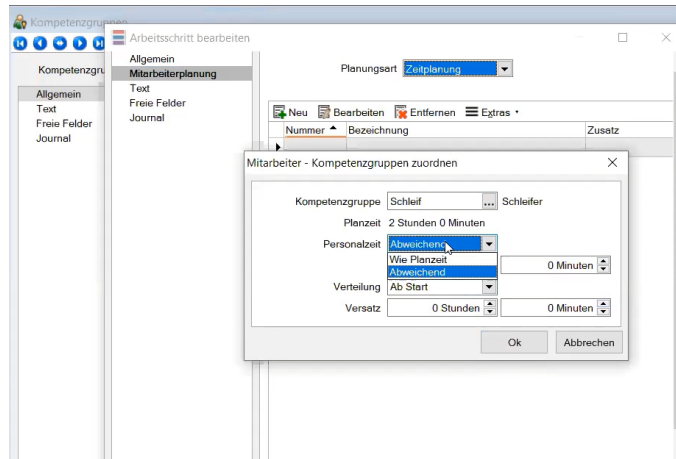 Kompetenzgruppen
Arbeitsschritt bearbeiten
Kompetenzgru
Allgemein
Text
Freie Felder
Journal
Allgemein
Mitarbeiterplanung
Text
Freie Felder
Journal
Planungsart Zeitplanung
Neu Bearbeiten Entfernen Extras
Nummer Bezeichnung Zusatz
Mitarbeiter - Kompetenzgruppen zuordnen
Kompetenzgruppe Schleif ... Schleifer
Planzeit 2 Stunden 0 Minuten
Personalzeit Abweichend
Wie Planzeit
Abweichend
0 Minuten
Verteilung Ab Start
Versatz 0 Stunden 0 Minuten
Ok Abbrechen